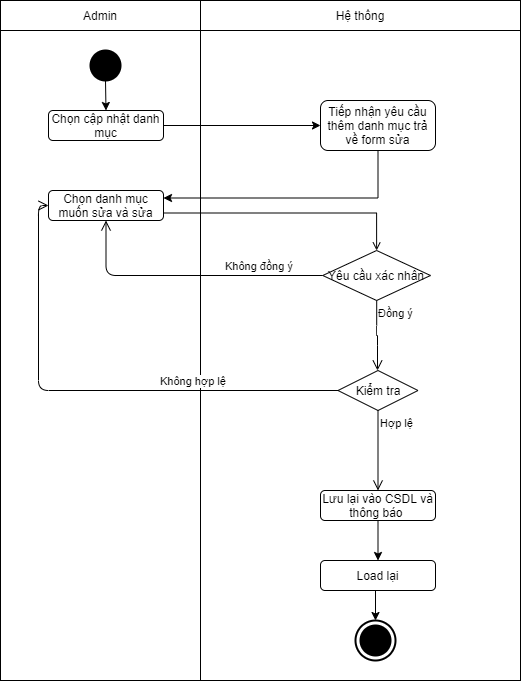 Admin
Hệ thống
Chọn cập nhật danh
mục
Tiếp nhận yêu cầu
thêm danh mục trả
về form sửa
Chọn danh mục
muốn sửa và sửa
Không đồng ý
Yêu cầu xác nhận
Đồng ý
Không hợp lệ
Kiểm tra
Hợp lệ
Lưu lại vào CSDL và
thông báo
Load lại